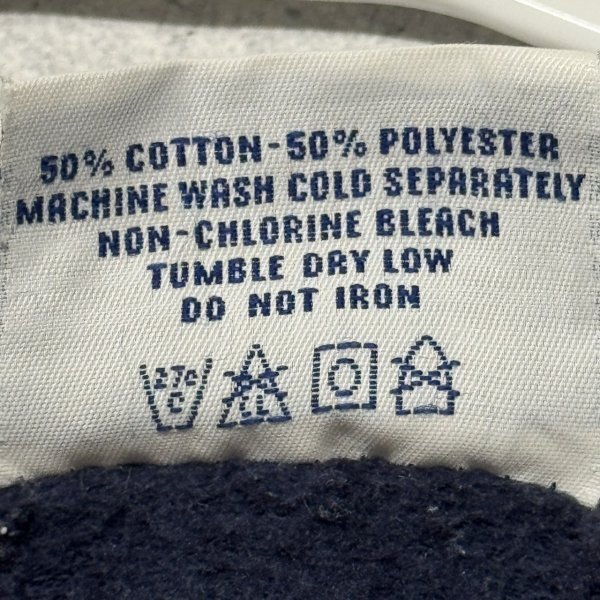 50% COTTON-50% POLYESTER
MACHINE WASH COLD SEPARATELY
NON-CHLORINE BLEACH
TUMBLE DRY LOW
DO NOT IRON